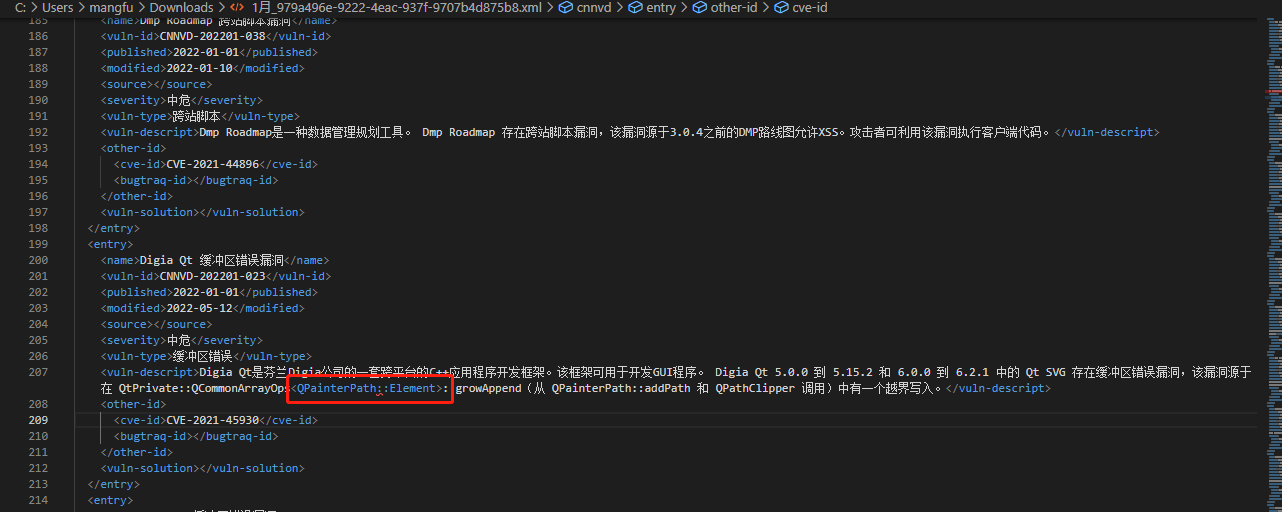 C: > Users > mangfu > Downloads > 1月_979a496e-9222-4eac-937f-9707b4d875b8.xml > cnnvd > entry > other-id > cve-id
185 <name>Dmp Roadmap 跨站脚本漏洞</name>
186 <vuln-id>CNNVD-202201-038</vuln-id>
187 <published>2022-01-01</published>
188 <modified>2022-01-10</modified>
189 <source></source>
190 <severity>中危</severity>
191 <vuln-type>跨站脚本</vuln-type>
192 <vuln-descript>Dmp Roadmap是一种数据管理规划工具。 Dmp Roadmap 存在跨站脚本漏洞，该漏洞源于3.0.4之前的DMP路线图允许XSS。攻击者可利用该漏洞执行客户端代码。</vuln-descript>
193 <other-id>
194 <cve-id>CVE-2021-44896</cve-id>
195 <bugtraq-id></bugtraq-id>
196 </other-id>
197 <vuln-solution></vuln-solution>
198 </entry>
199 <entry>
200 <name>Digia Qt 缓冲区错误漏洞</name>
201 <vuln-id>CNNVD-202201-023</vuln-id>
202 <published>2022-01-01</published>
203 <modified>2022-05-12</modified>
204 <source></source>
205 <severity>中危</severity>
206 <vuln-type>缓冲区错误</vuln-type>
207 <vuln-descript>Digia Qt是芬兰Digia公司的一套跨平台的C++应用程序开发框架。该框架可用于开发GUI程序。 Digia Qt 5.0.0 到 5.15.2 和 6.0.0 到 6.2.1 中的 Qt SVG 存在缓冲区错误漏洞，该漏洞源于
在 QtPrivate::QCommonArrayOps<QPainterPath::Element>::growAppend（从 QPainterPath::addPath 和 QPathClipper 调用）中有一个越界写入。</vuln-descript>
208 <other-id>
209 <cve-id>CVE-2021-45930</cve-id>
210 <bugtraq-id></bugtraq-id>
211 </other-id>
212 <vuln-solution></vuln-solution>
213 </entry>
214 <entry>